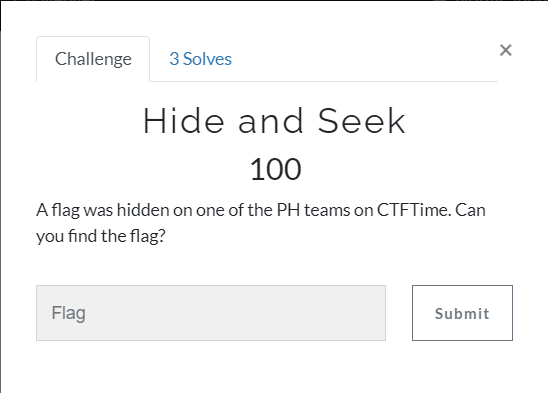 Challenge
3 Solves
×
Hide and Seek
100
A flag was hidden on one of the PH teams on CTFTime. Can
you find the flag?
Flag
Submit